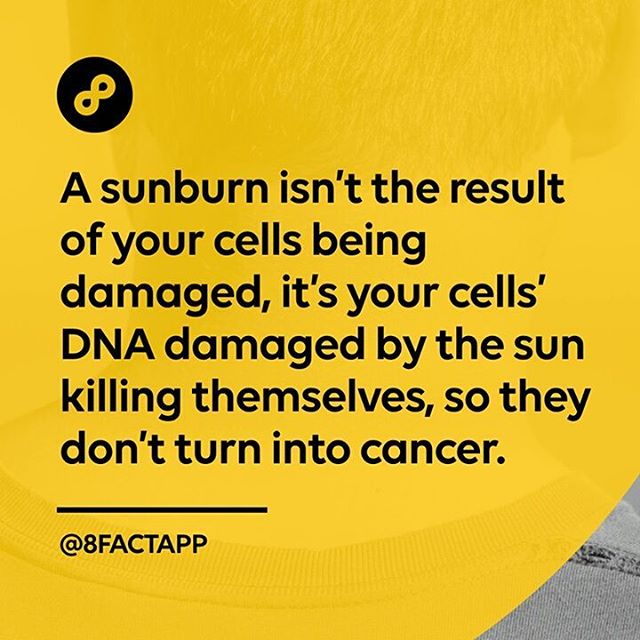 A sunburn isn't the result
of your cells being
damaged, it's your cells'
DNA damaged by the sun
killing themselves, so they
don't turn into cancer.
@8FACTAPP